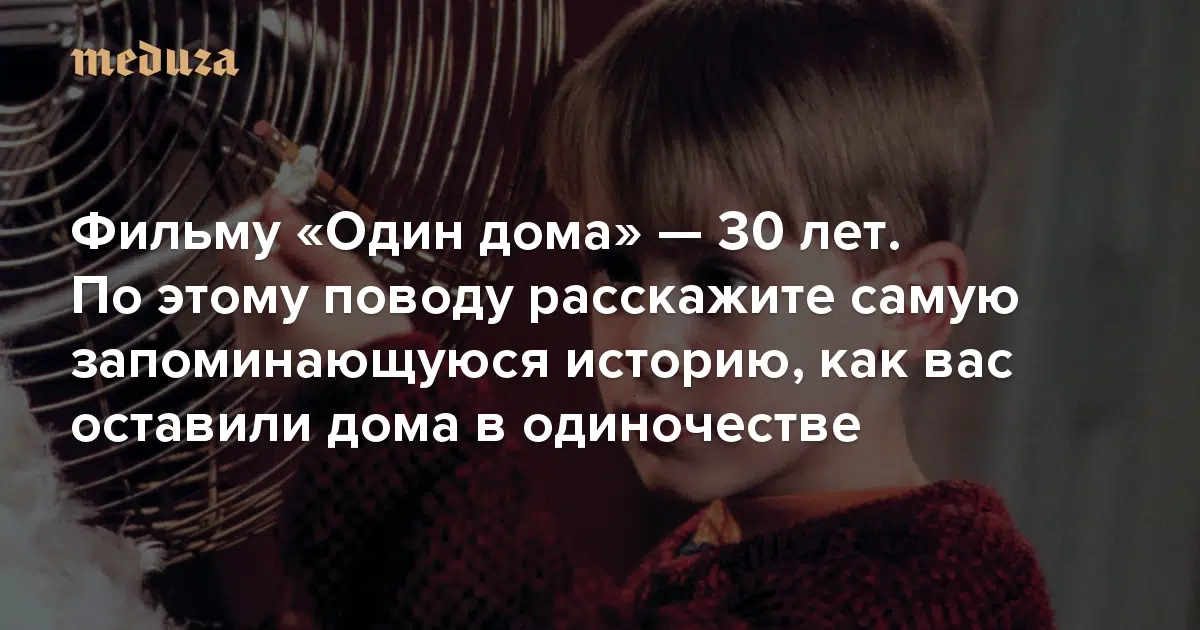 meduza
Фильму «Один дома» — 30 лет.
По этому поводу расскажите самую
запоминающуюся историю, как вас
оставили дома в одиночестве